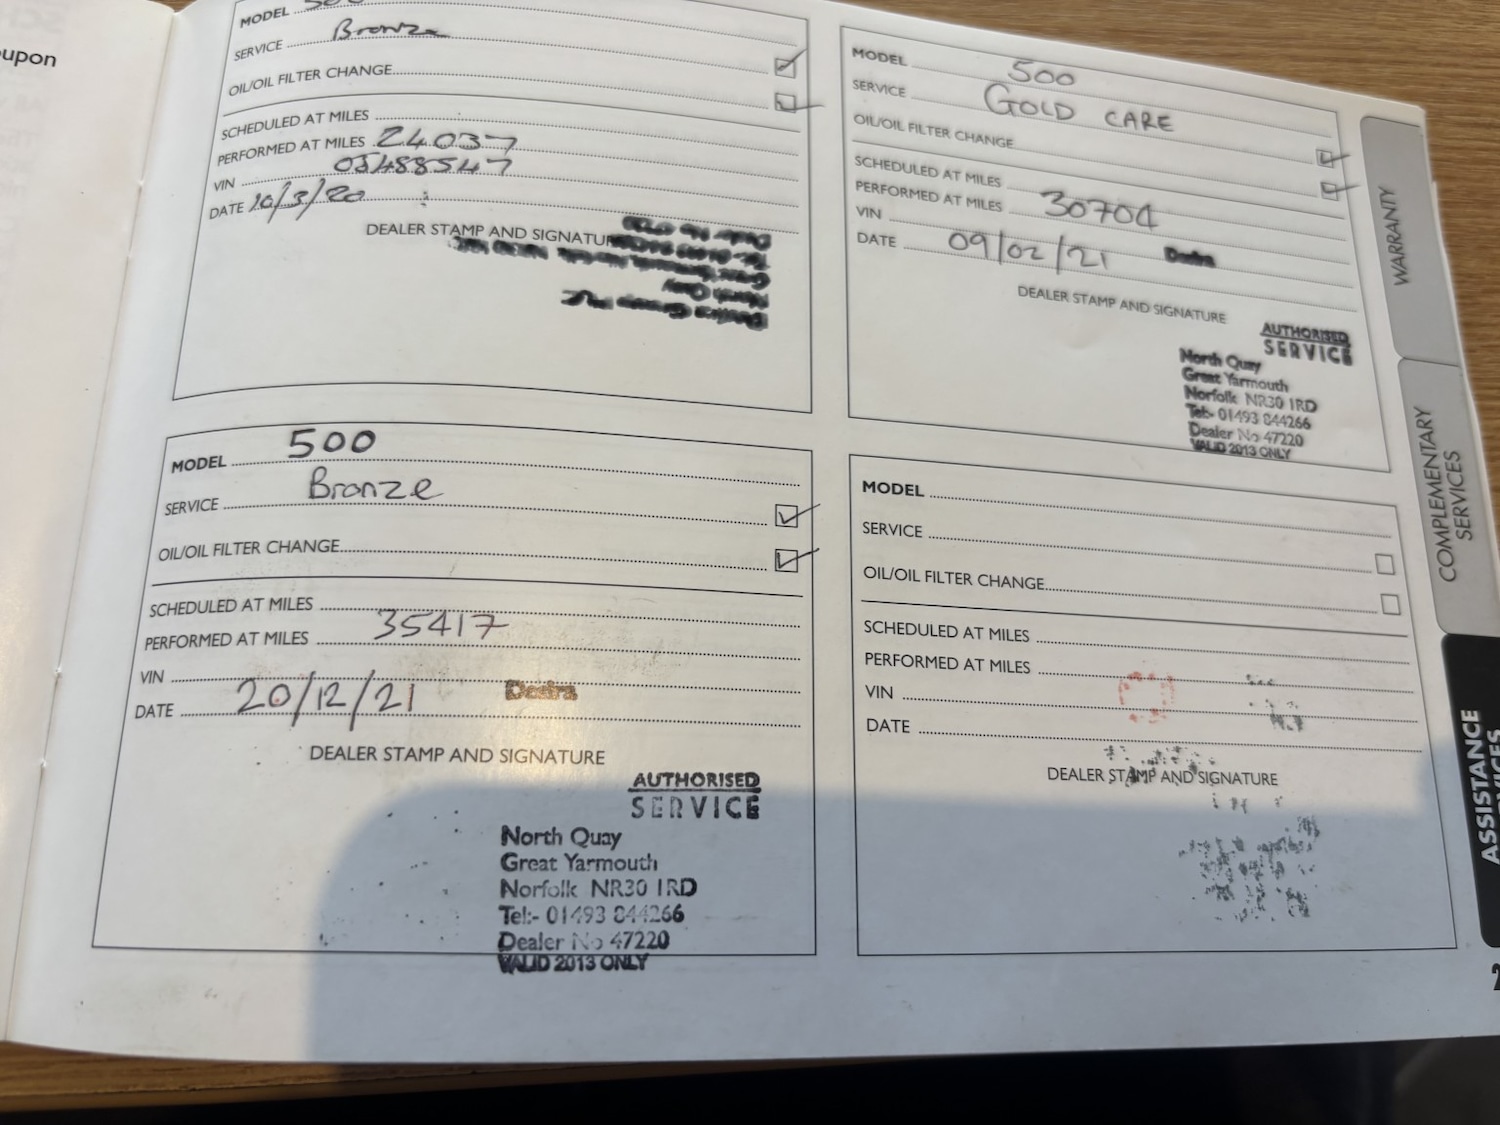 upon
MODEL 500
SERVICE Bronze
OIL/OIL FILTER CHANGE
SCHEDULED AT MILES
PERFORMED AT MILES 24037
VIN 03488547
DATE 10/3/20
DEALER STAMP AND SIGNATURE
MODEL 500
SERVICE GOLD CARE
OIL/OIL FILTER CHANGE
SCHEDULED AT MILES
PERFORMED AT MILES 30704
VIN
DATE 09/02/21
DEALER STAMP AND SIGNATURE
AUTHORISED
SERVICE
North Quay
Great Yarmouth
Norfolk NR30 1RD
Tel:- 01493 844266
Dealer No 47220
VALID 2013 ONLY
MODEL 500
SERVICE Bronze
OIL/OIL FILTER CHANGE
SCHEDULED AT MILES
PERFORMED AT MILES 35417
VIN
DATE 20/12/21
DEALER STAMP AND SIGNATURE
AUTHORISED
SERVICE
North Quay
Great Yarmouth
Norfolk NR30 1RD
Tel:- 01493 844266
Dealer No 47220
VALID 2013 ONLY
MODEL
SERVICE
OIL/OIL FILTER CHANGE
SCHEDULED AT MILES
PERFORMED AT MILES
VIN
DATE
DEALER STAMP AND SIGNATURE
WARRANTY
COMPLEMENTARY
SERVICES
ASSISTANCE
2